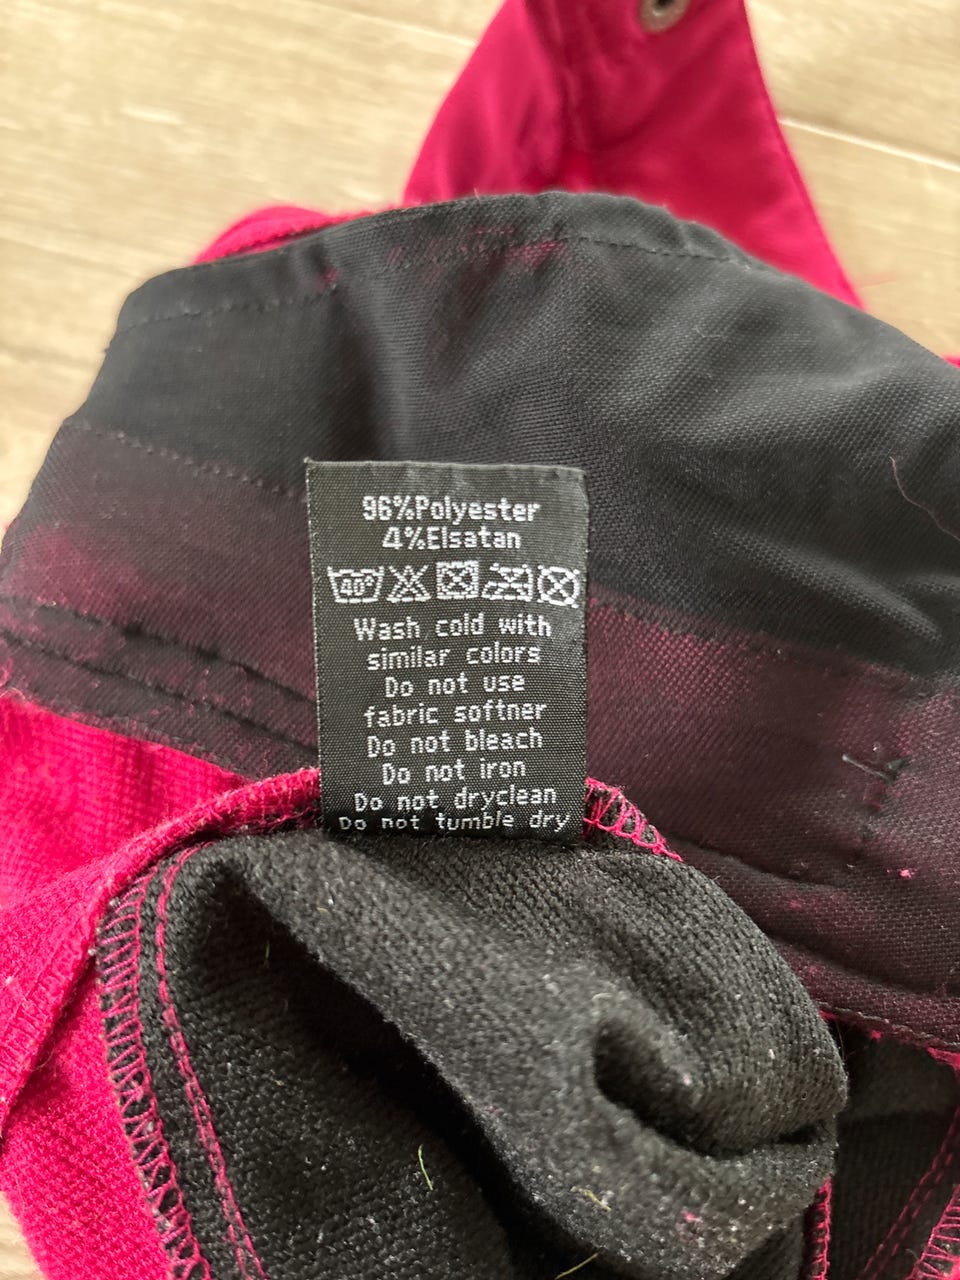 96%Polyester
4%Elsatan
40°
Wash cold with
similar colors
Do not use
fabric softner
Do not bleach
Do not iron
Do not dryclean
Do not tumble dry